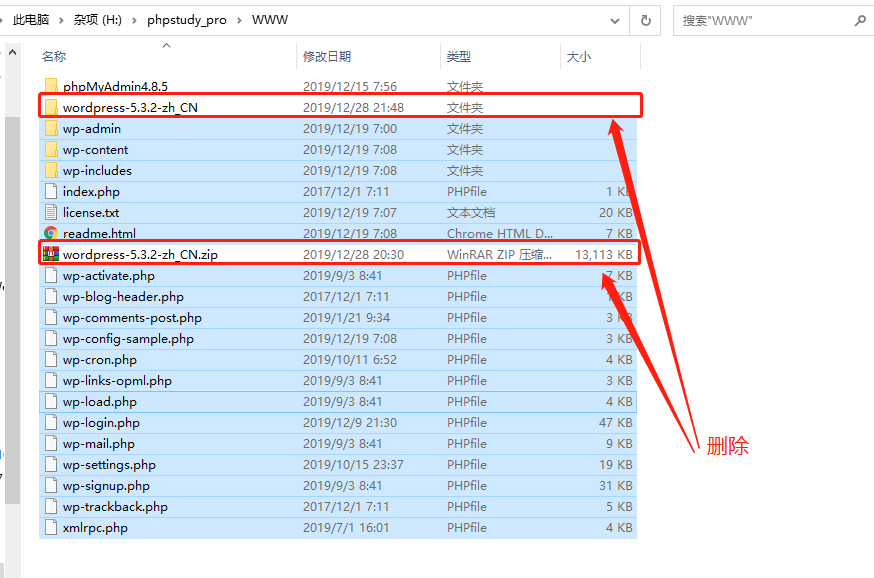 此电脑 > 杂项 (H:) > phpstudy_pro > WWW 搜索"WWW"
名称 修改日期 类型 大小
phpMyAdmin4.8.5 2019/12/15 7:56 文件夹
wordpress-5.3.2-zh_CN 2019/12/28 21:48 文件夹
wp-admin 2019/12/19 7:00 文件夹
wp-content 2019/12/19 7:08 文件夹
wp-includes 2019/12/19 7:08 文件夹
index.php 2017/12/1 7:11 PHPfile 1 KB
license.txt 2019/12/19 7:07 文本文档 20 KB
readme.html 2019/12/19 7:08 Chrome HTML D... 7 KB
wordpress-5.3.2-zh_CN.zip 2019/12/28 20:30 WinRAR ZIP 压缩... 13,113 KB
wp-activate.php 2019/9/3 8:41 PHPfile 7 KB
wp-blog-header.php 2017/12/1 7:11 PHPfile 1 KB
wp-comments-post.php 2019/1/21 9:34 PHPfile 3 KB
wp-config-sample.php 2019/12/19 7:08 PHPfile 3 KB
wp-cron.php 2019/10/11 6:52 PHPfile 4 KB
wp-links-opml.php 2019/9/3 8:41 PHPfile 3 KB
wp-load.php 2019/9/3 8:41 PHPfile 4 KB
wp-login.php 2019/12/9 21:30 PHPfile 47 KB
wp-mail.php 2019/9/3 8:41 PHPfile 9 KB
删除
wp-settings.php 2019/10/15 23:37 PHPfile 19 KB
wp-signup.php 2019/9/3 8:41 PHPfile 31 KB
wp-trackback.php 2017/12/1 7:11 PHPfile 5 KB
xmlrpc.php 2019/7/1 16:01 PHPfile 4 KB